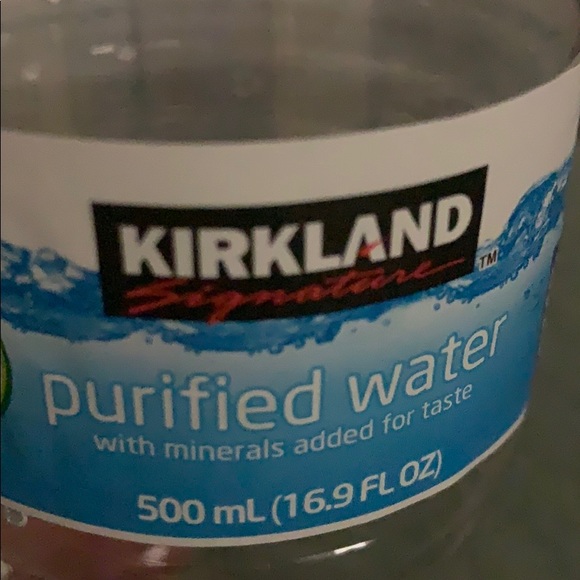 KIRKLAND
Signature
TM
purified water
with minerals added for taste
500 mL (16.9 FL OZ)